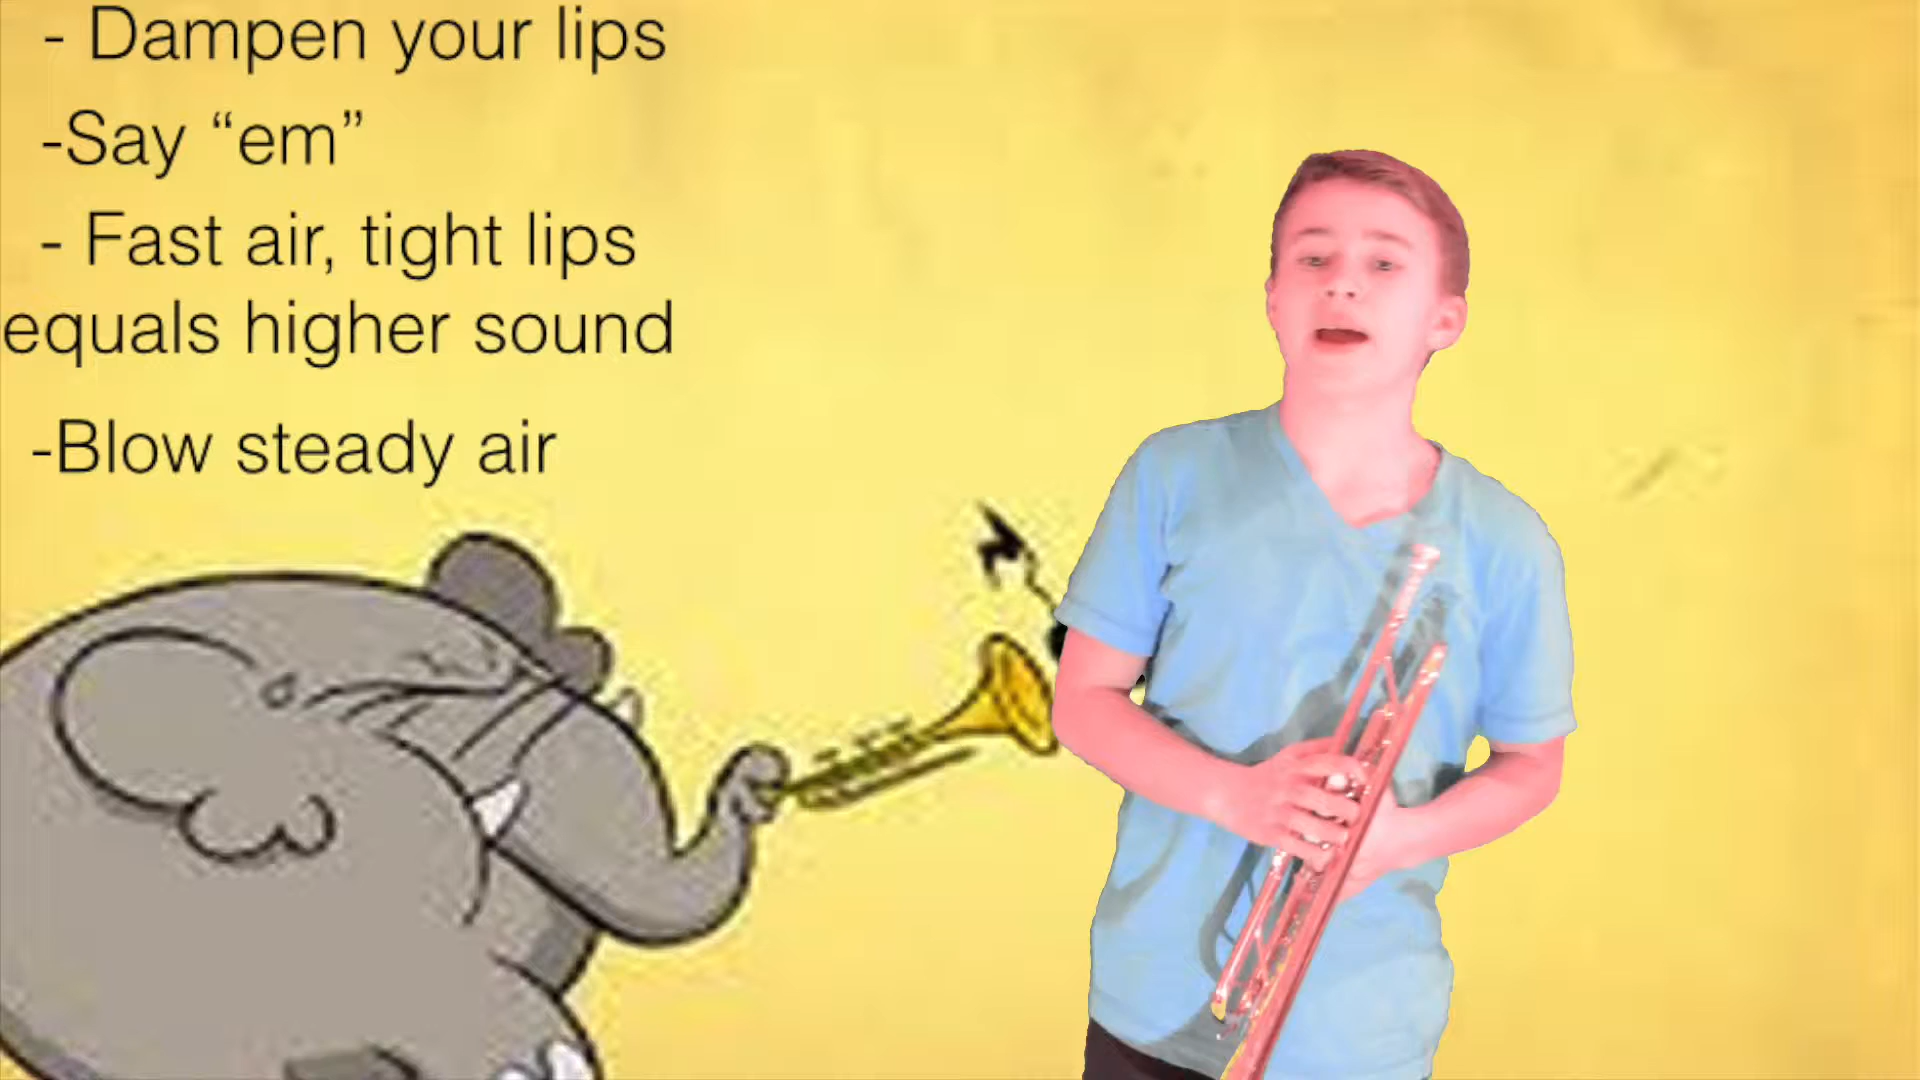 - Dampen your lips
-Say “em”
- Fast air, tight lips
equals higher sound
-Blow steady air